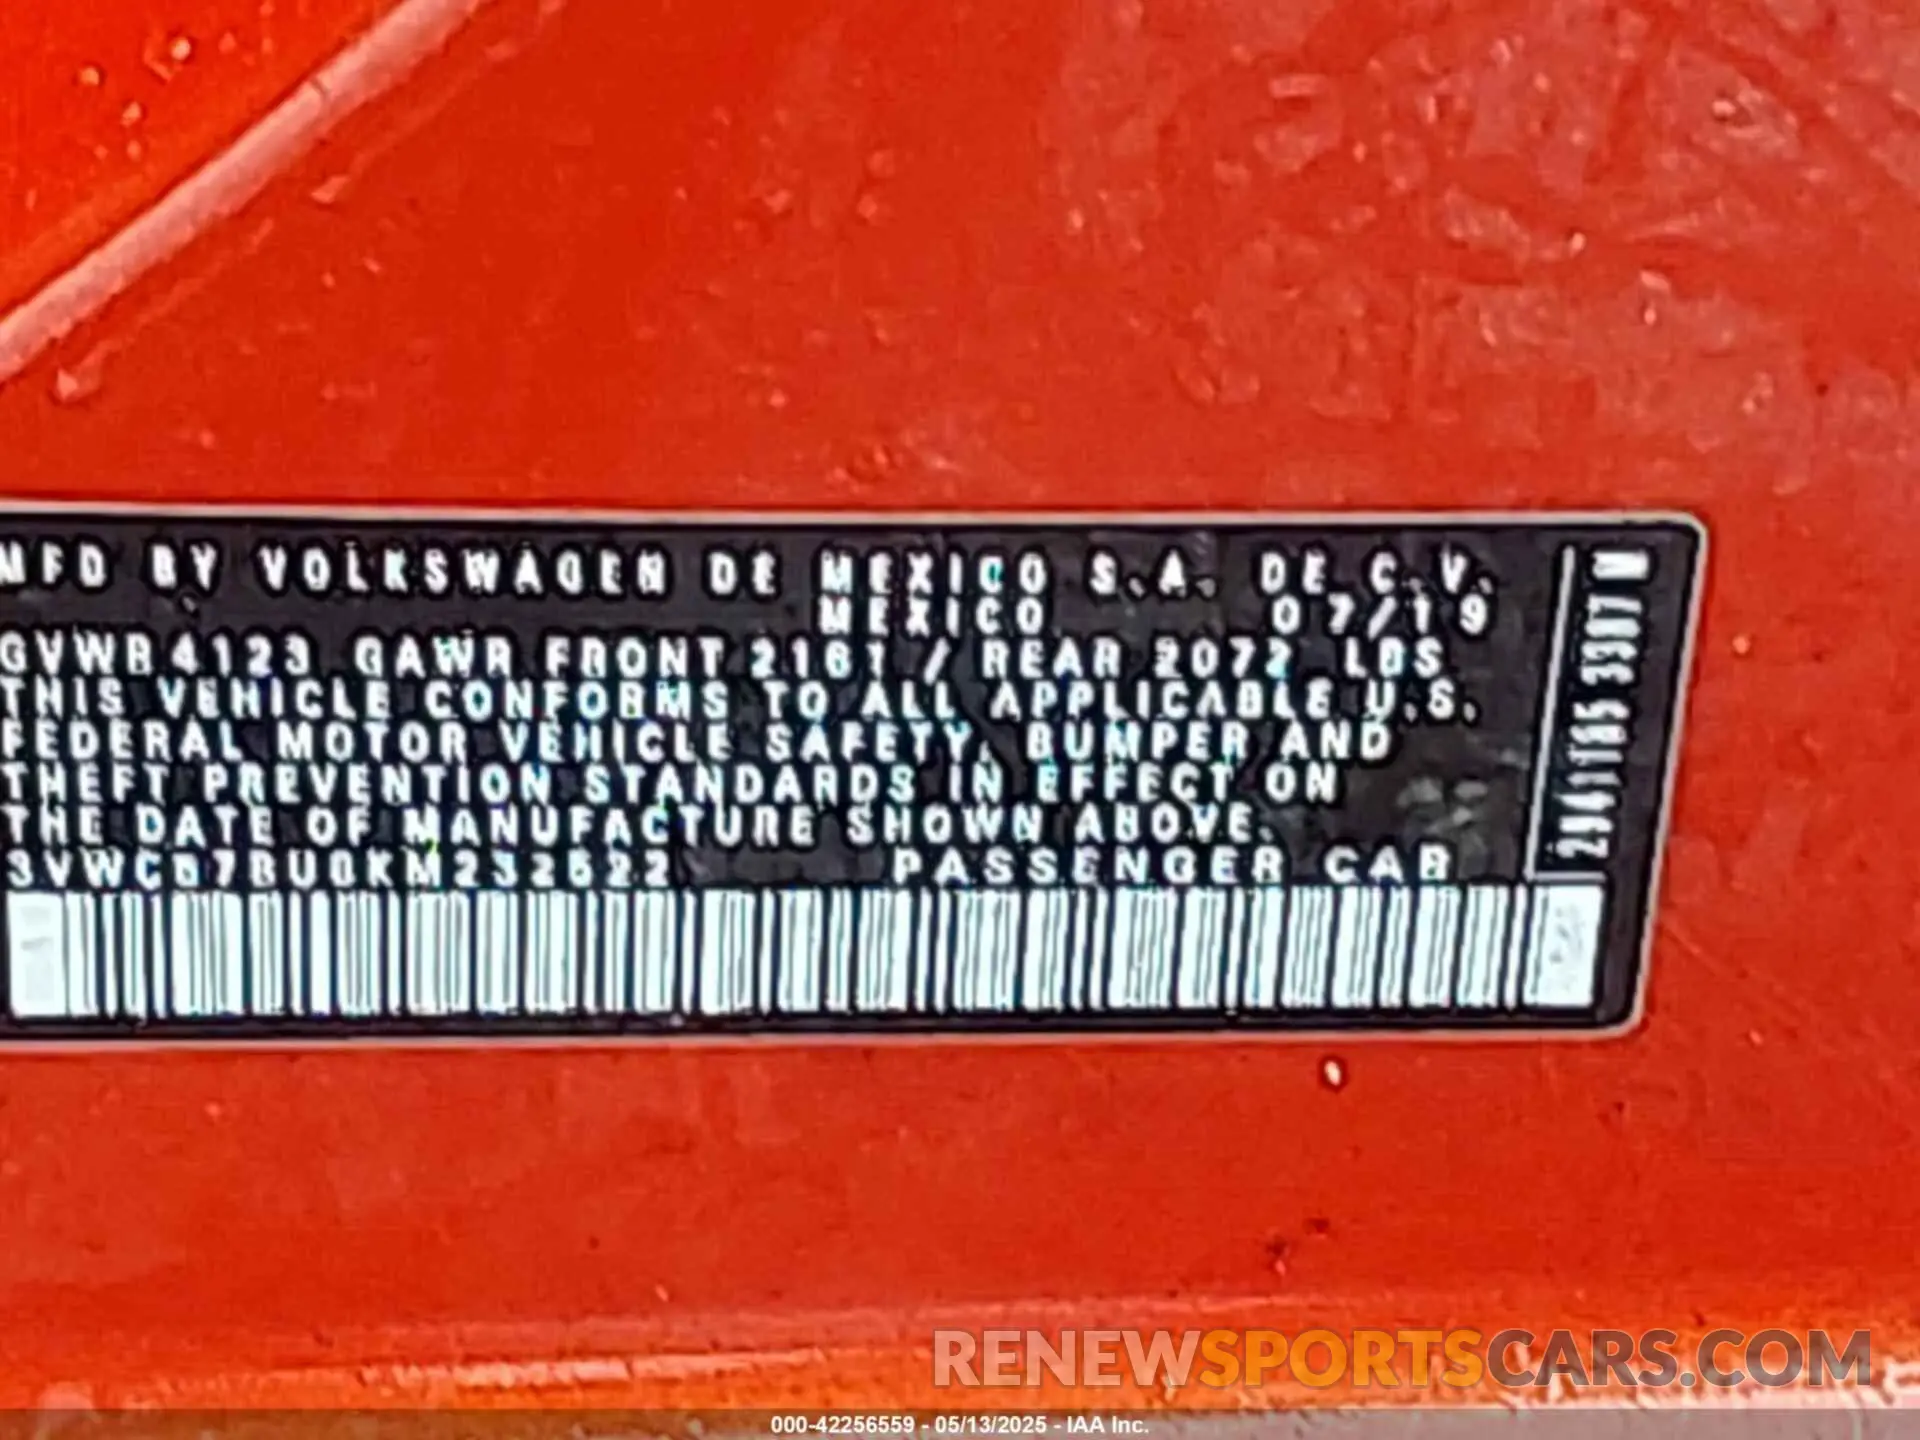 MFD BY VOLKSWAGEN DE MEXICO S.A. DE C.V.
MEXICO 07/19
GVWR 4123 GAWR FRONT 2161 / REAR 2072 LBS
THIS VEHICLE CONFORMS TO ALL APPLICABLE U.S.
FEDERAL MOTOR VEHICLE SAFETY, BUMPER AND
THEFT PREVENTION STANDARDS IN EFFECT ON
THE DATE OF MANUFACTURE SHOWN ABOVE.
3VWCB7BU8KM232522 PASSENGER CAR
RENEWSPORTSCARS.COM
000-42256559 - 05/13/2025 - IAA Inc.